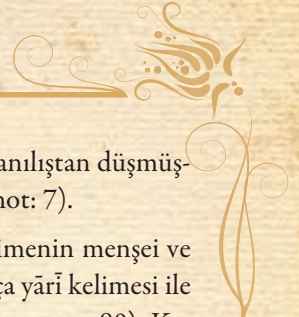 anılıştan düşmüş-
not: 7).
imenin menşei ve
ça yārī kelimesi ile